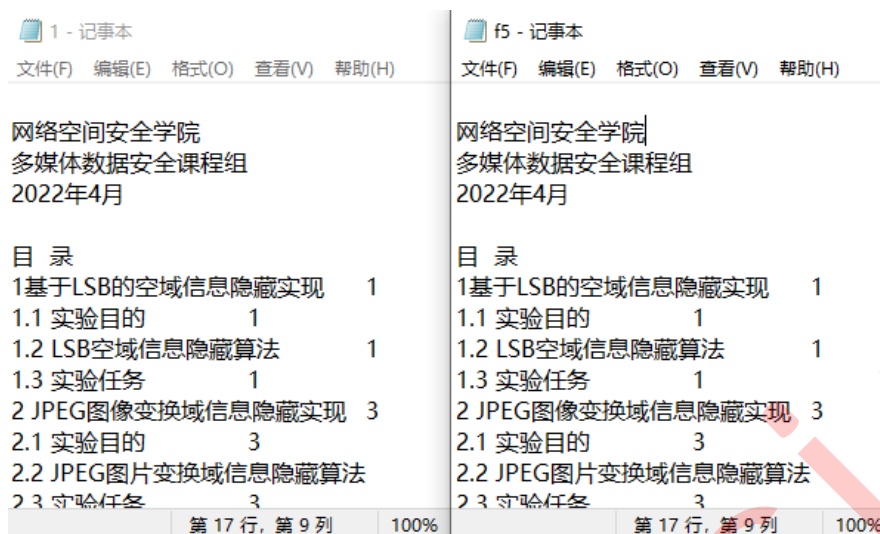 1 - 记事本
文件(F) 编辑(E) 格式(O) 查看(V) 帮助(H)
网络空间安全学院
多媒体数据安全课程组
2022年4月
目 录
1基于LSB的空域信息隐藏实现 1
1.1 实验目的 1
1.2 LSB空域信息隐藏算法 1
1.3 实验任务 1
2 JPEG图像变换域信息隐藏实现 3
2.1 实验目的 3
2.2 JPEG图片变换域信息隐藏算法
2.3 实验任务 3
第 17 行，第 9 列 100%
f5 - 记事本
文件(F) 编辑(E) 格式(O) 查看(V) 帮助(H)
网络空间安全学院
多媒体数据安全课程组
2022年4月
目 录
1基于LSB的空域信息隐藏实现 1
1.1 实验目的 1
1.2 LSB空域信息隐藏算法 1
1.3 实验任务 1
2 JPEG图像变换域信息隐藏实现 3
2.1 实验目的 3
2.2 JPEG图片变换域信息隐藏算法
2.3 实验任务 3
第 17 行，第 9 列 100%